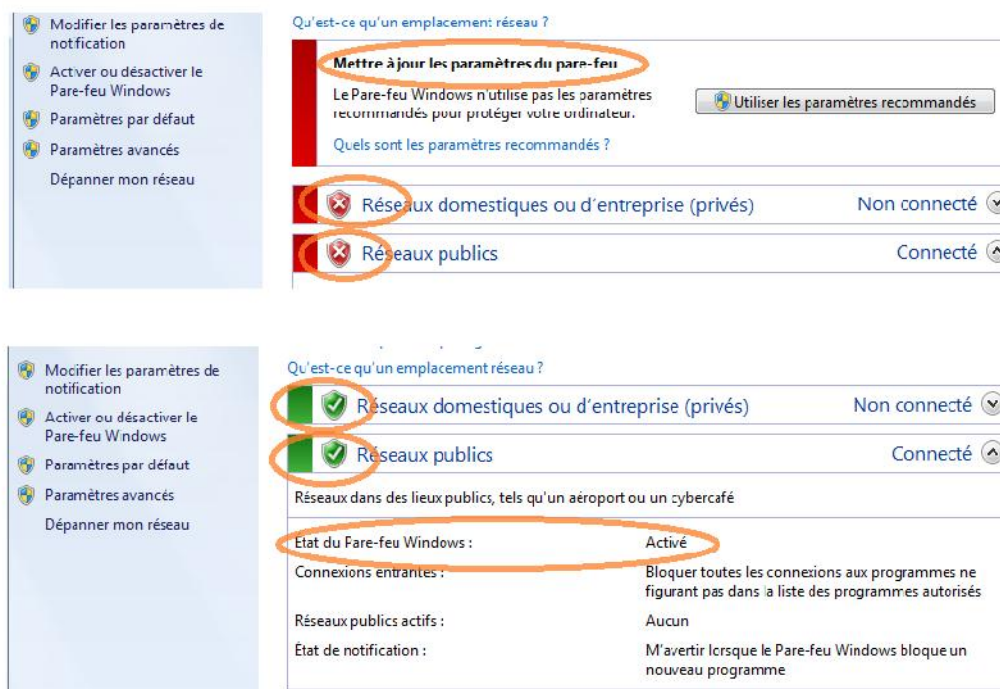 Modifier les paramètres de
notification
Activer ou désactiver le
Pare-feu Windows
Paramètres par défaut
Paramètres avancés
Dépanner mon réseau
Qu'est-ce qu'un emplacement réseau ?
Mettre à jour les paramètres du pare-feu
Le Pare-feu Windows n'utilise pas les paramètres
recommandés pour protéger votre ordinateur.
Utiliser les paramètres recommandés
Quels sont les paramètres recommandés ?
Réseaux domestiques ou d'entreprise (privés) Non connecté
Réseaux publics Connecté
Modifier les paramètres de
notification
Activer ou désactiver le
Pare-feu Windows
Paramètres par défaut
Paramètres avancés
Dépanner mon réseau
Qu'est-ce qu'un emplacement réseau ?
Réseaux domestiques ou d'entreprise (privés) Non connecté
Réseaux publics Connecté
Réseaux dans des lieux publics, tels qu'un aéroport ou un cybercafé
État du Pare-feu Windows : Activé
Connexions entrantes : Bloquer toutes les connexions aux programmes ne
figurant pas dans la liste des programmes autorisés
Réseaux publics actifs : Aucun
État de notification : M'avertir lorsque le Pare-feu Windows bloque un
nouveau programme